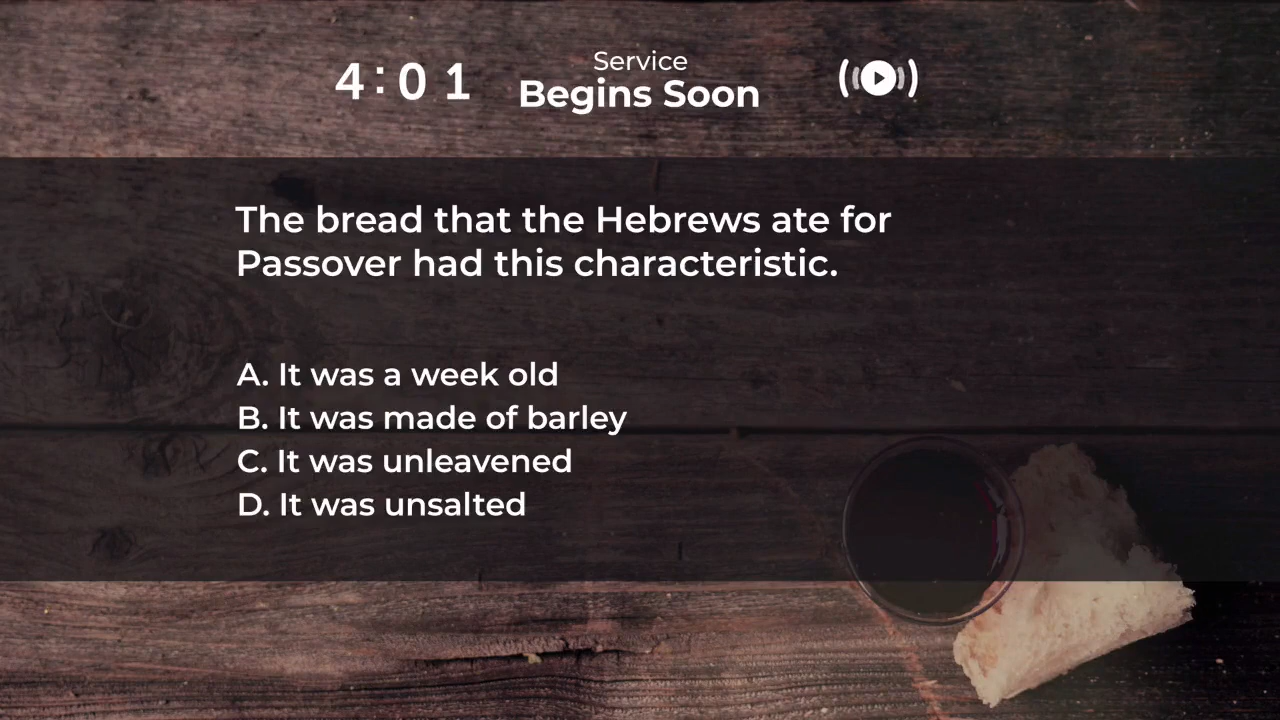 4:01
Service
Begins Soon
The bread that the Hebrews ate for
Passover had this characteristic.
A. It was a week old
B. It was made of barley
C. It was unleavened
D. It was unsalted